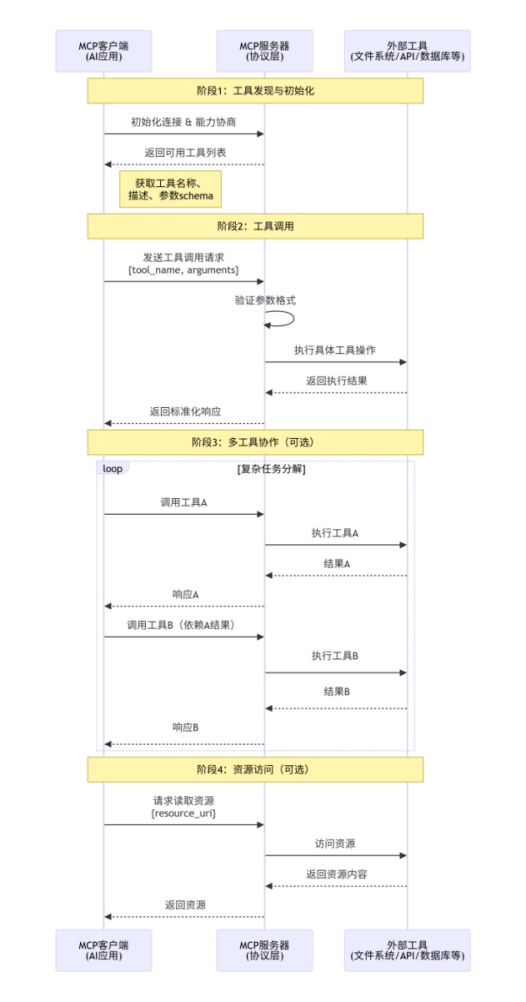 MCP客户端
(AI应用)
MCP服务器
(协议层)
外部工具
(文件系统/API/数据库等)
阶段1：工具发现与初始化
初始化连接 & 能力协商
返回可用工具列表
获取工具名称、
描述、参数schema
阶段2：工具调用
发送工具调用请求
{tool_name, arguments}
验证参数格式
执行具体工具操作
返回执行结果
返回标准化响应
阶段3：多工具协作（可选）
loop
[复杂任务分解]
调用工具A
执行工具A
结果A
响应A
调用工具B（依赖A结果）
执行工具B
结果B
响应B
阶段4：资源访问（可选）
请求读取资源
{resource_uri}
访问资源
返回资源内容
返回资源
MCP客户端
(AI应用)
MCP服务器
(协议层)
外部工具
(文件系统/API/数据库等)